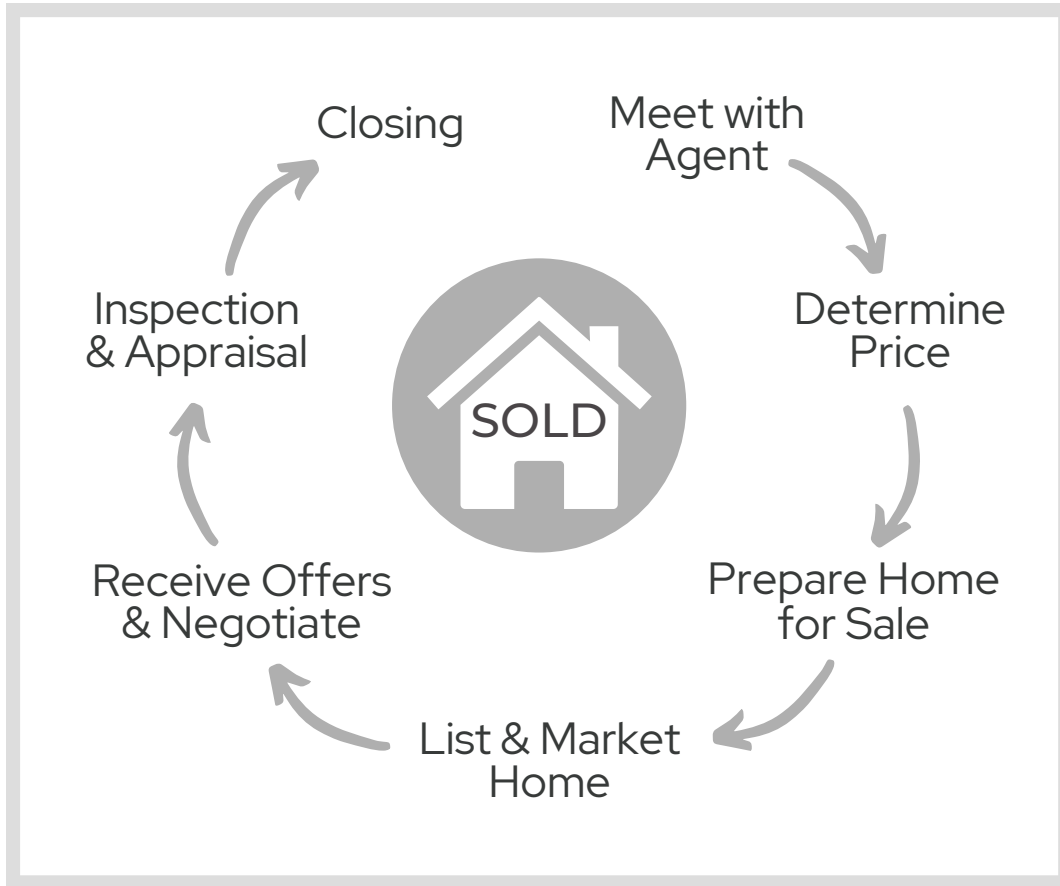 Meet with
Agent
Determine
Price
Prepare Home
for Sale
List & Market
Home
Receive Offers
& Negotiate
Inspection
& Appraisal
Closing
SOLD